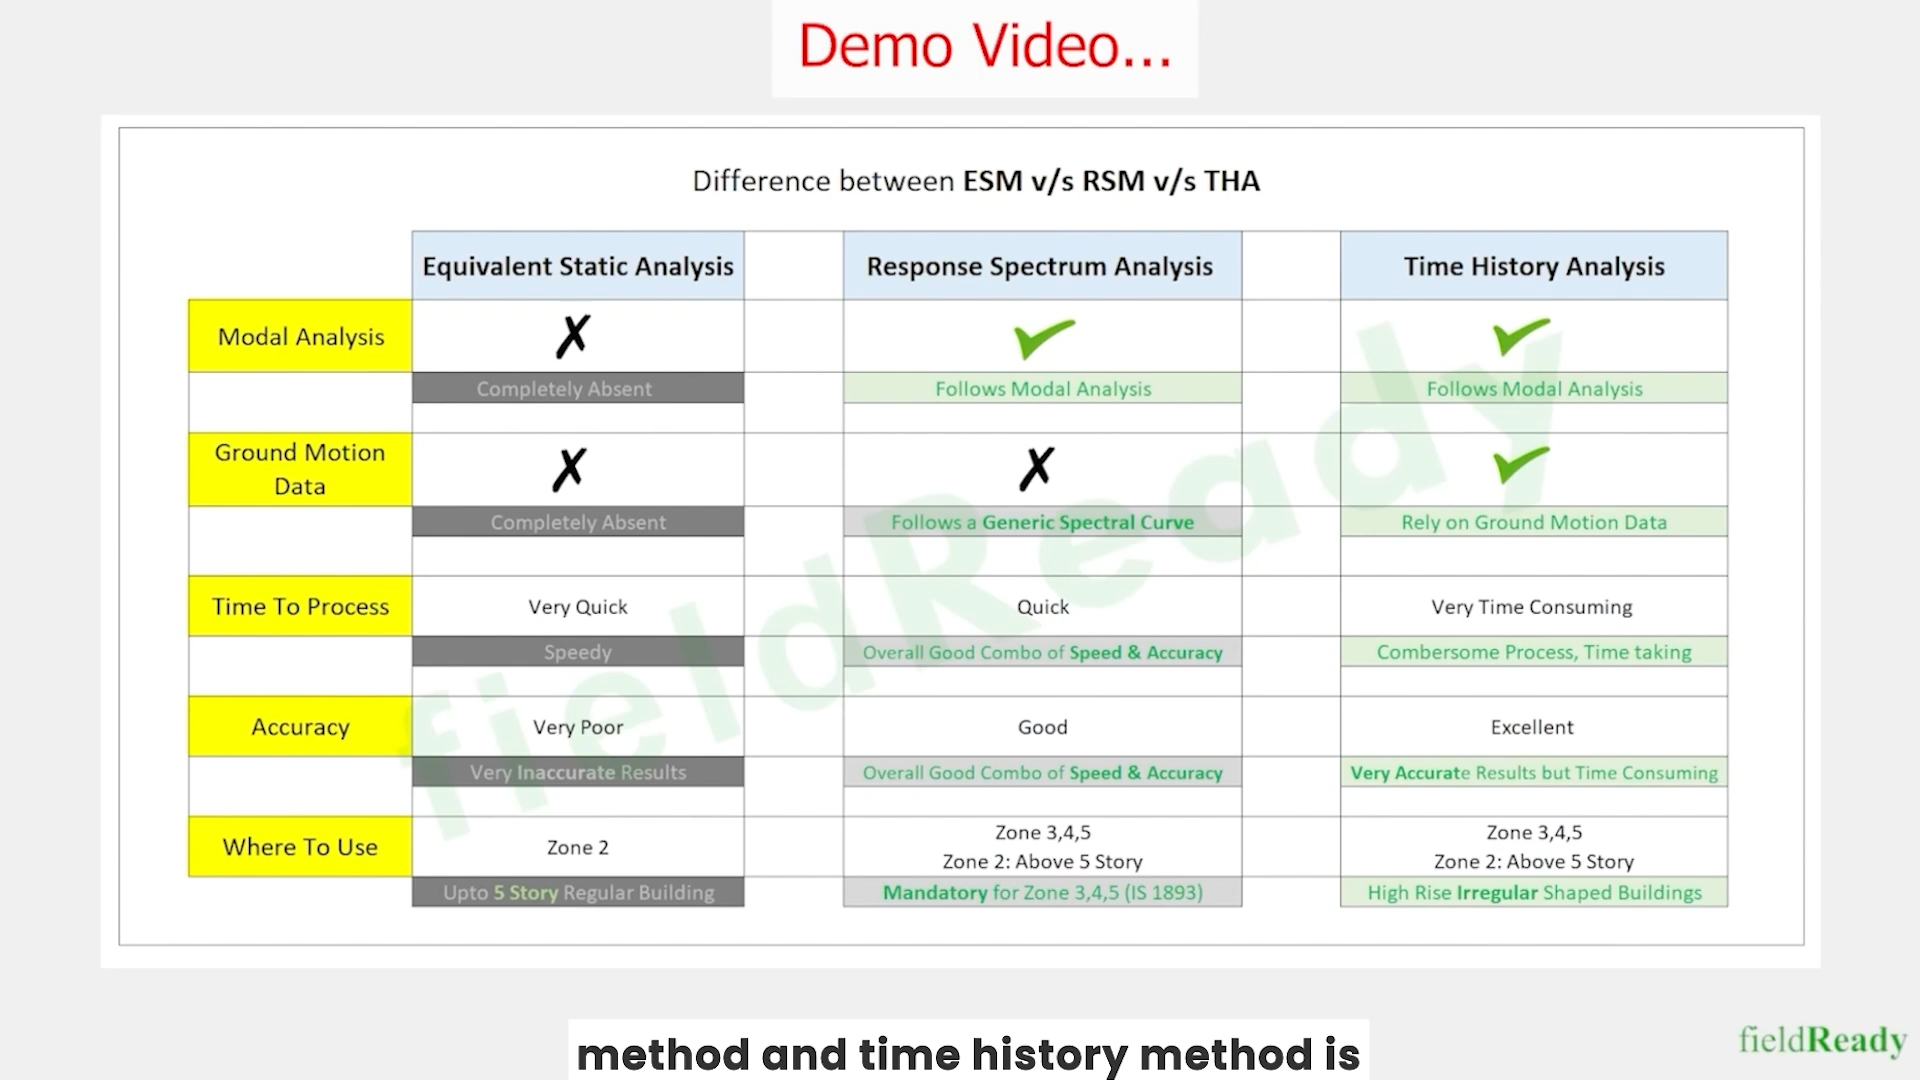 Demo Video...
Difference between ESM v/s RSM v/s THA
Equivalent Static Analysis Response Spectrum Analysis Time History Analysis
Modal Analysis ✗ ✓ ✓
Completely Absent Follows Modal Analysis Follows Modal Analysis
Ground Motion
Data ✗ ✗ ✓
Completely Absent Follows a Generic Spectral Curve Rely on Ground Motion Data
Time To Process Very Quick Quick Very Time Consuming
Speedy Overall Good Combo of Speed & Accuracy Combersome Process, Time taking
Accuracy Very Poor Good Excellent
Very Inaccurate Results Overall Good Combo of Speed & Accuracy Very Accurate Results but Time Consuming
Where To Use Zone 2 Zone 3,4,5 Zone 3,4,5
Zone 2: Above 5 Story Zone 2: Above 5 Story
Upto 5 Story Regular Building Mandatory for Zone 3,4,5 (IS 1893) High Rise Irregular Shaped Buildings
fieldReady
method and time history method is
fieldReady